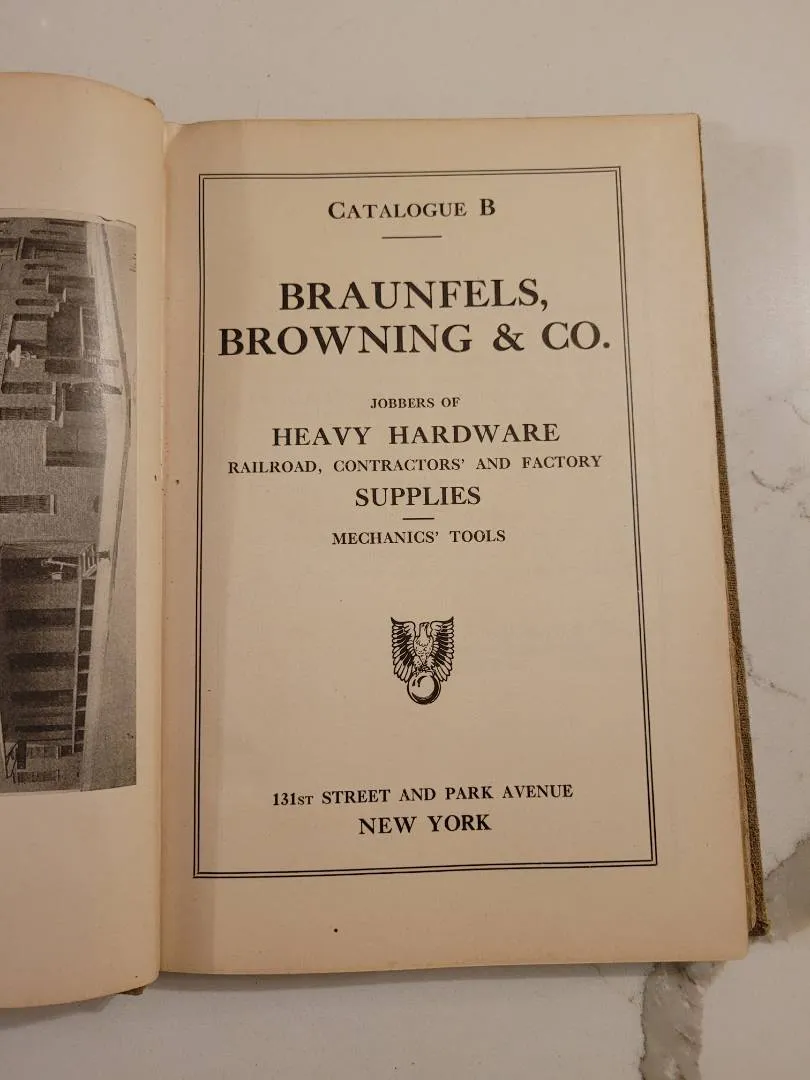 CATALOGUE B
BRAUNFELS,
BROWNING & CO.
JOBBERS OF
HEAVY HARDWARE
RAILROAD, CONTRACTORS' AND FACTORY
SUPPLIES
MECHANICS' TOOLS
131ST STREET AND PARK AVENUE
NEW YORK